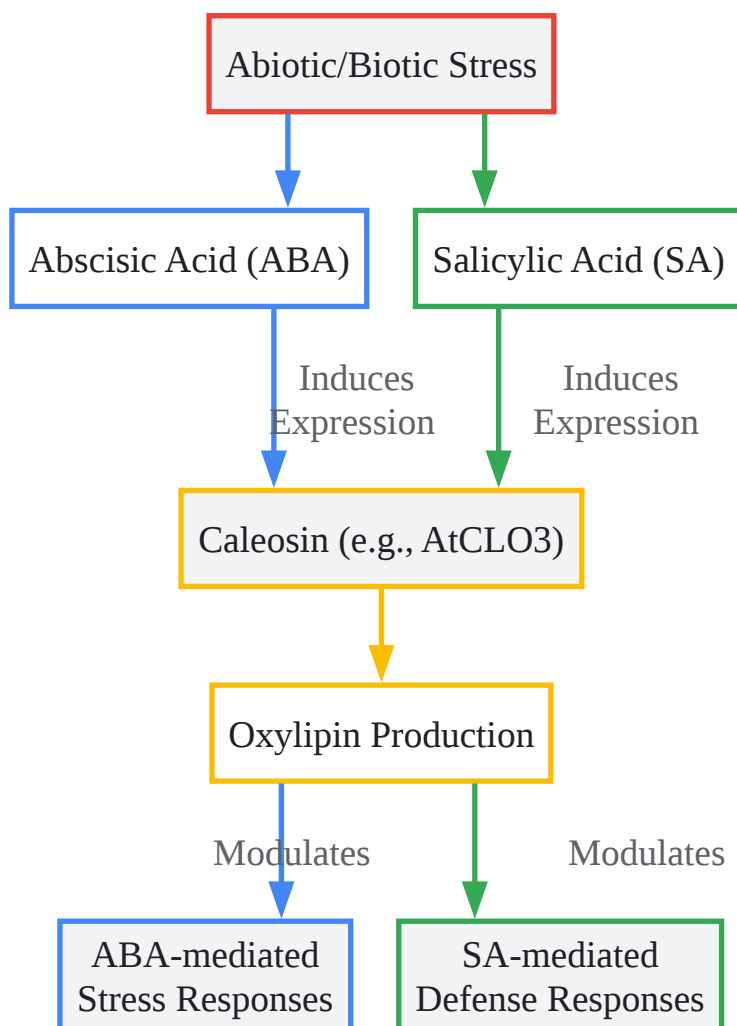 Abiotic/Biotic Stress
Abscisic Acid (ABA)
Salicylic Acid (SA)
Induces
Expression
Induces
Expression
Caleosin (e.g., AtCLO3)
Oxylipin Production
Modulates
Modulates
ABA-mediated
Stress Responses
SA-mediated
Defense Responses